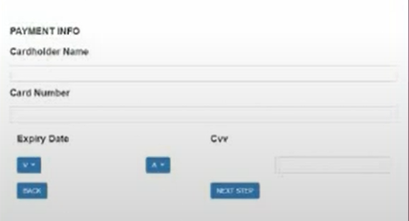 PAYMENT INFO
Cardholder Name
Card Number
Expiry Date Cvv
BACK NEXT STEP